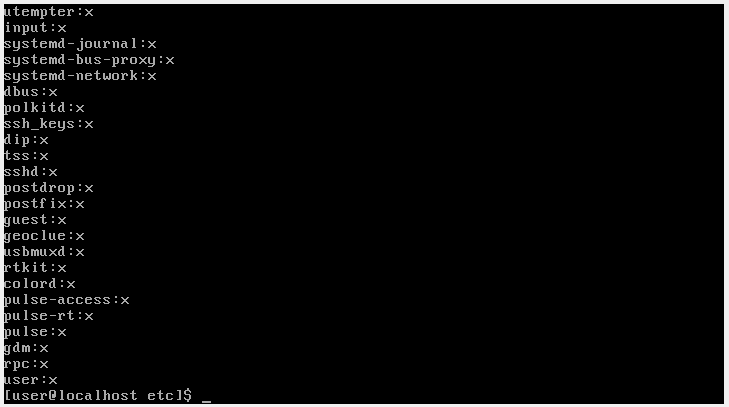 utempter:x
input:x
systemd-journal:x
systemd-bus-proxy:x
systemd-network:x
dbus:x
polkitd:x
ssh_keys:x
dip:x
tss:x
sshd:x
postdrop:x
postfix:x
guest:x
geoclue:x
usbmuxd:x
rtkit:x
colord:x
pulse-access:x
pulse-rt:x
pulse:x
gdm:x
rpc:x
user:x
[user@localhost etc]$ _